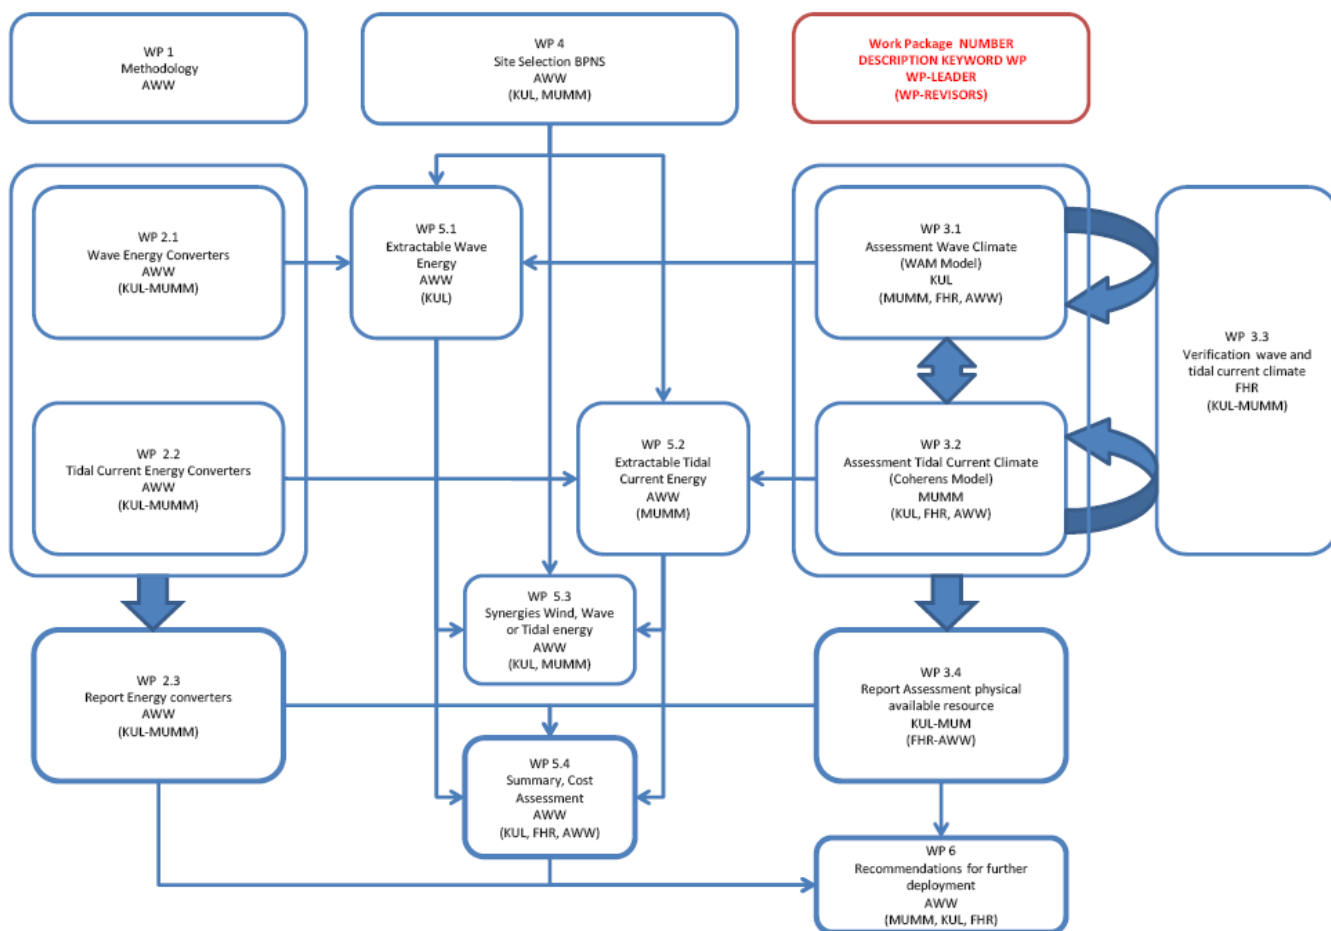 WP 1
Methodology
AWW
WP 4
Site Selection BPNS
AWW
(KUL, MUMM)
Work Package NUMBER
DESCRIPTION KEYWORD WP
WP-LEADER
(WP-REVISORS)
WP 2.1
Wave Energy Converters
AWW
(KUL-MUMM)
WP 5.1
Extractable Wave
Energy
AWW
(KUL)
WP 3.1
Assessment Wave Climate
(WAM Model)
KUL
(MUMM, FHR, AWW)
WP 3.3
Verification wave and
tidal current climate
FHR
(KUL-MUMM)
WP 2.2
Tidal Current Energy Converters
AWW
(KUL-MUMM)
WP 5.2
Extractable Tidal
Current Energy
AWW
(MUMM)
WP 3.2
Assessment Tidal Current Climate
(Coherens Model)
MUMM
(KUL, FHR, AWW)
WP 5.3
Synergies Wind, Wave
or Tidal energy
AWW
(KUL, MUMM)
WP 2.3
Report Energy converters
AWW
(KUL-MUMM)
WP 3.4
Report Assessment physical
available resource
KUL-MUM
(FHR-AWW)
WP 5.4
Summary, Cost
Assessment
AWW
(KUL, FHR, AWW)
WP 6
Recommendations for further
deployment
AWW
(MUMM, KUL, FHR)